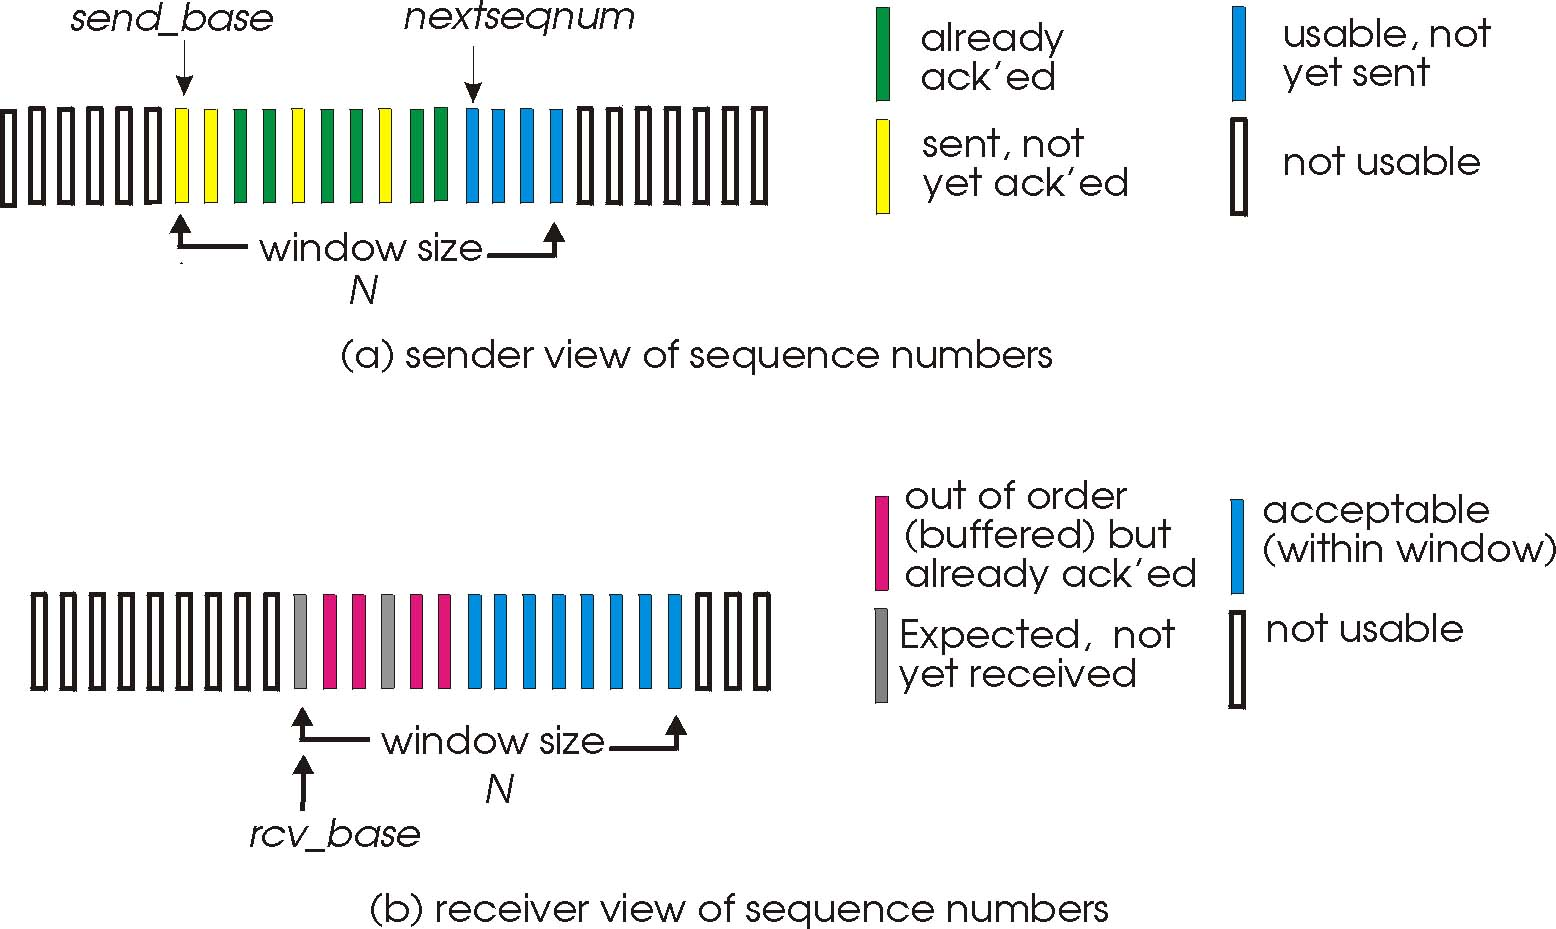 send_base
nextseqnum
already
ack'ed
usable, not
yet sent
sent, not
yet ack'ed
not usable
window size
N
(a) sender view of sequence numbers
out of order
(buffered) but
already ack'ed
acceptable
(within window)
Expected, not
yet received
not usable
window size
N
rcv_base
(b) receiver view of sequence numbers